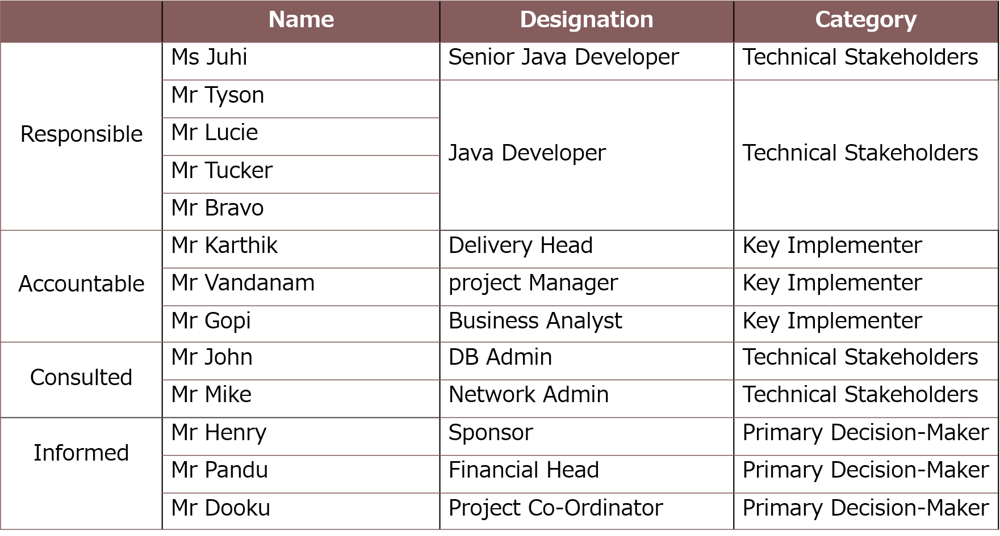 Name Designation Category
Responsible
Ms Juhi Senior Java Developer Technical Stakeholders
Mr Tyson
Mr Lucie
Mr Tucker
Mr Bravo
Java Developer Technical Stakeholders
Accountable
Mr Karthik Delivery Head Key Implementer
Mr Vandanam project Manager Key Implementer
Mr Gopi Business Analyst Key Implementer
Consulted
Mr John DB Admin Technical Stakeholders
Mr Mike Network Admin Technical Stakeholders
Informed
Mr Henry Sponsor Primary Decision-Maker
Mr Pandu Financial Head Primary Decision-Maker
Mr Dooku Project Co-Ordinator Primary Decision-Maker